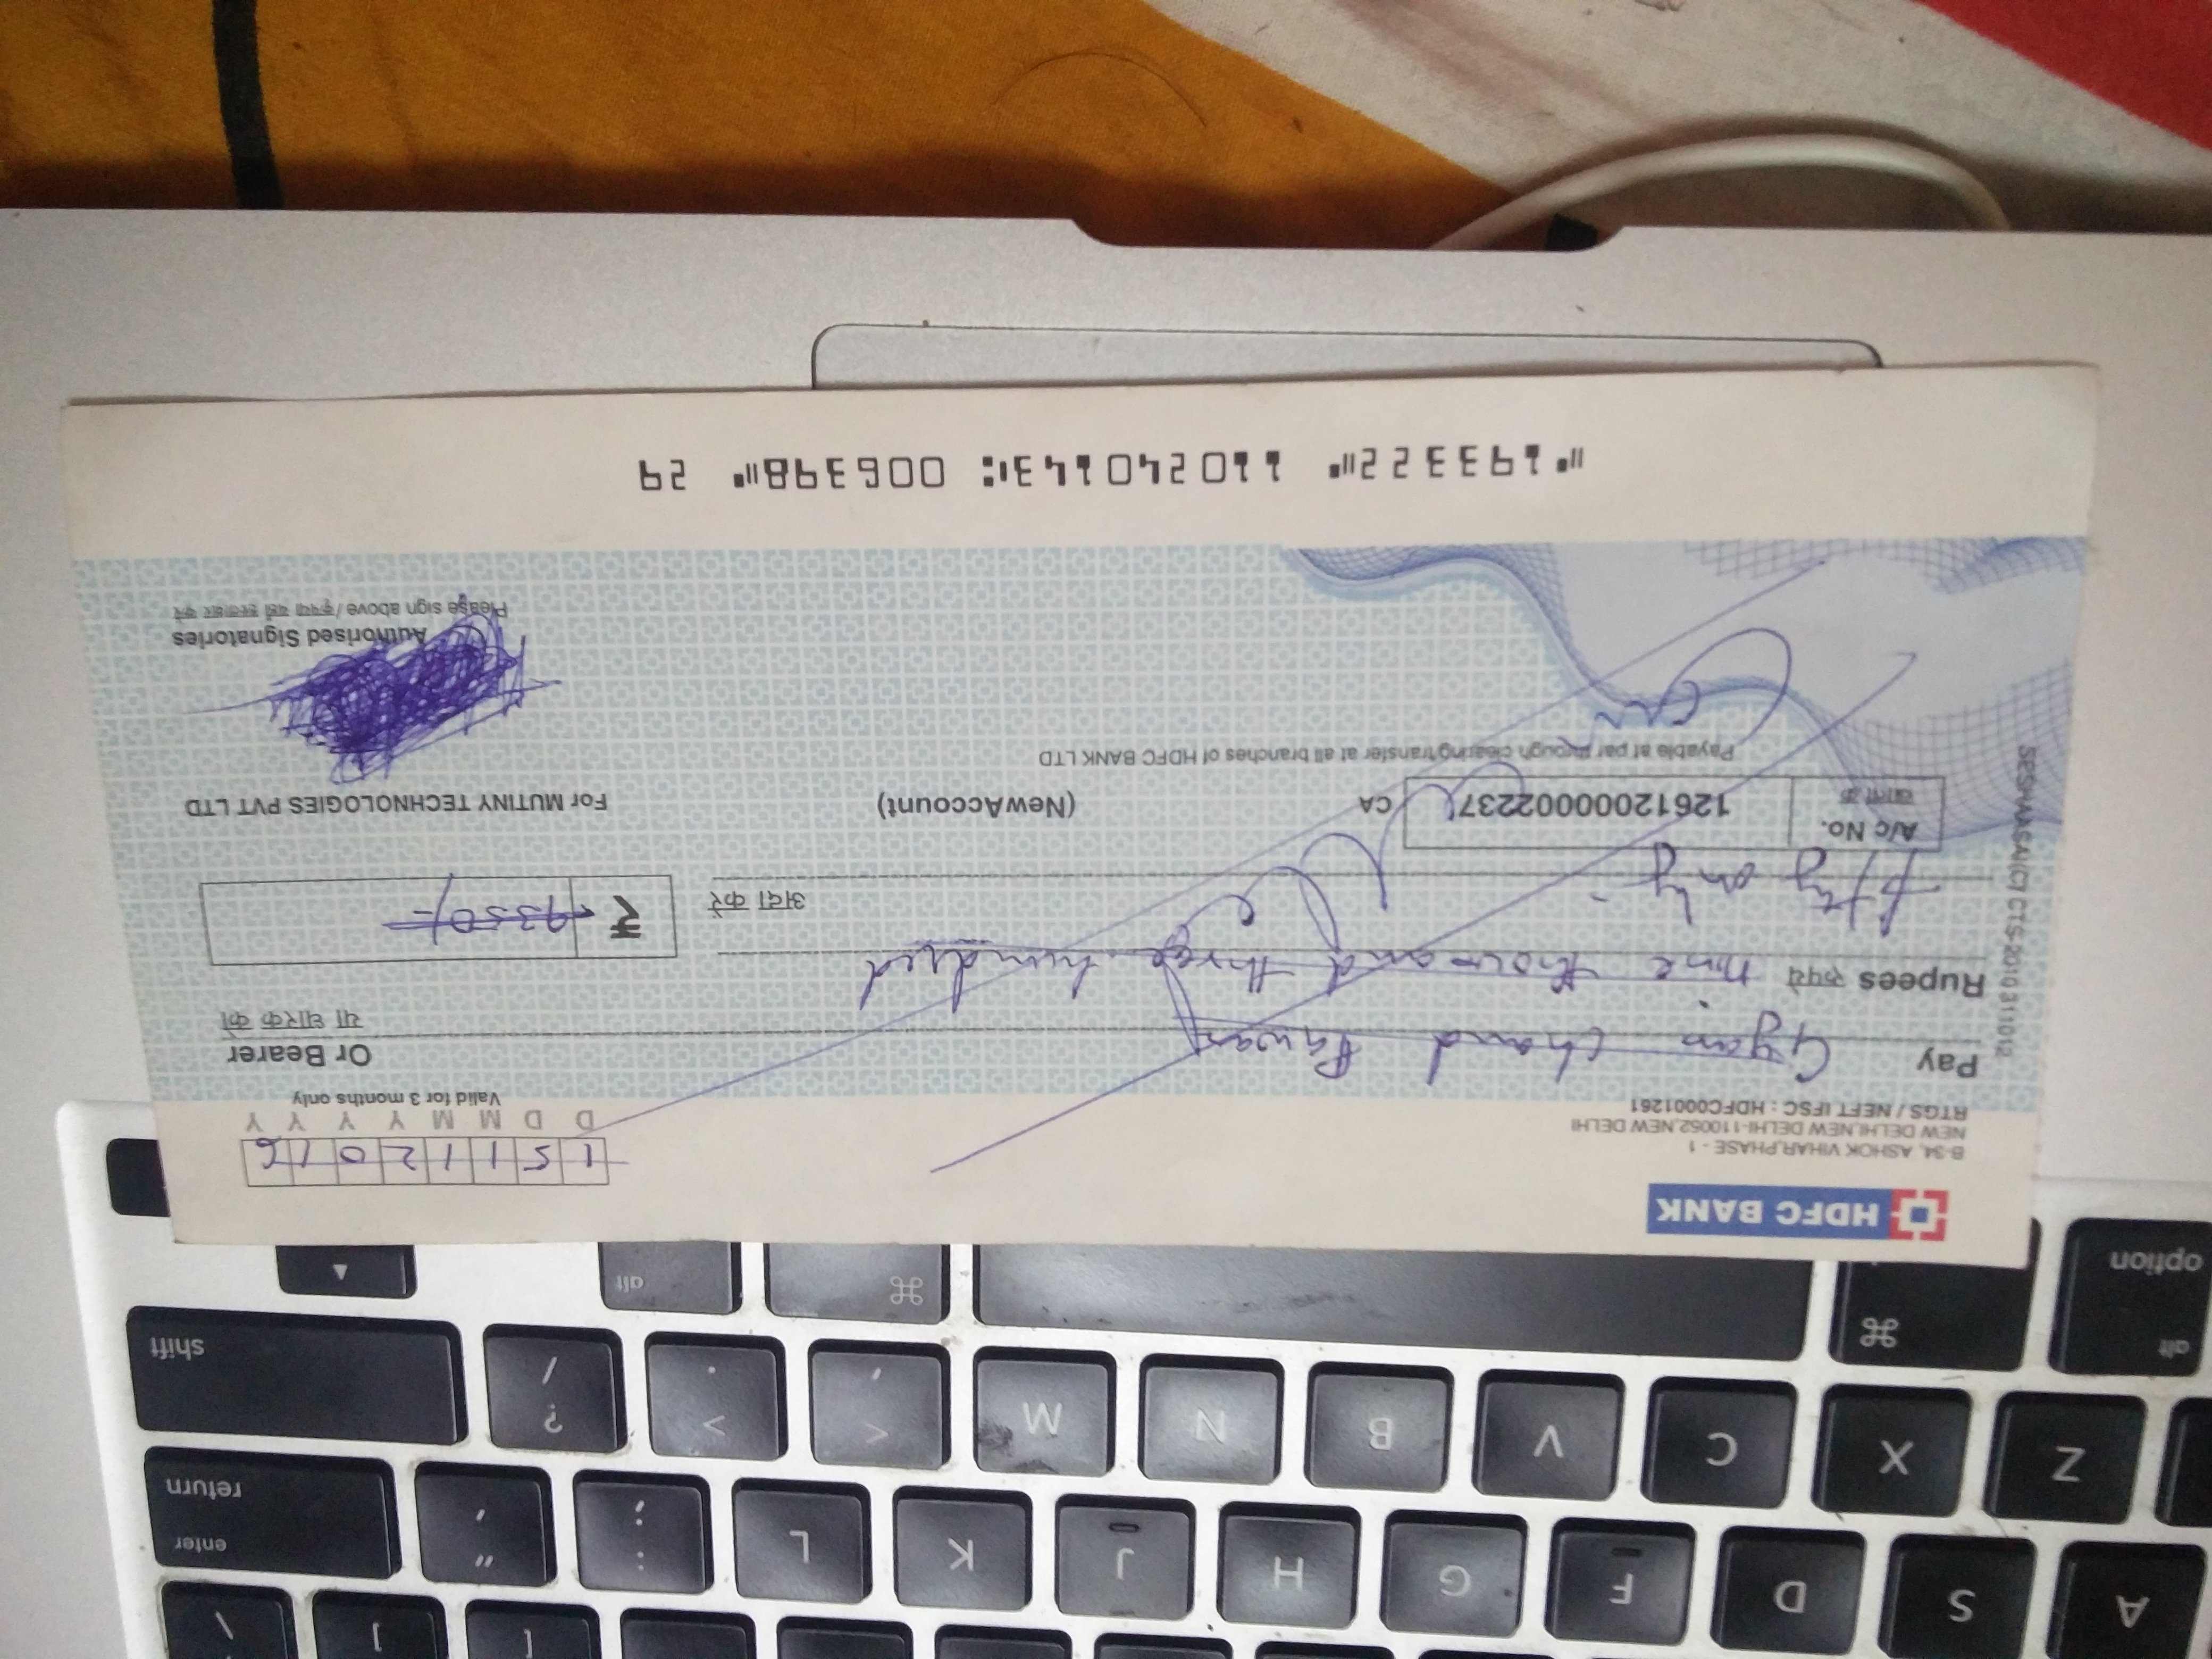 HDFC BANK
B-34, ASHOK VIHAR,PHASE - 1
NEW DELHI,NEW DELHI-110052,NEW DELHI
RTGS / NEFT IFSC : HDFC0001261
1 5 1 1 2 0 1 6
D D M M Y Y Y Y
Valid for 3 months only
Pay Gyan Chand Pawan
Or Bearer
या धारक को
Rupees रुपये nine thousand three hundred
fifty only
अदा करें
₹ 9350/-
A/c No.
खाता क्र.
12612000002237
CA
(NewAccount)
For MUTINY TECHNOLOGIES PVT LTD
Payable at par through clearing/transfer at all branches of HDFC BANK LTD
Authorised Signatories
Please sign above / कृपया यहाँ हस्ताक्षर करें
SESHAASAI(C) CTS-2010 311012
⑈193322⑈ 110240143⑆ 006398⑈ 29
option alt
⌘
⌘
alt
▲
Z X C V B N M < , > . ? / shift
A S D F G H J K L : ; " ' enter return
[ ] \